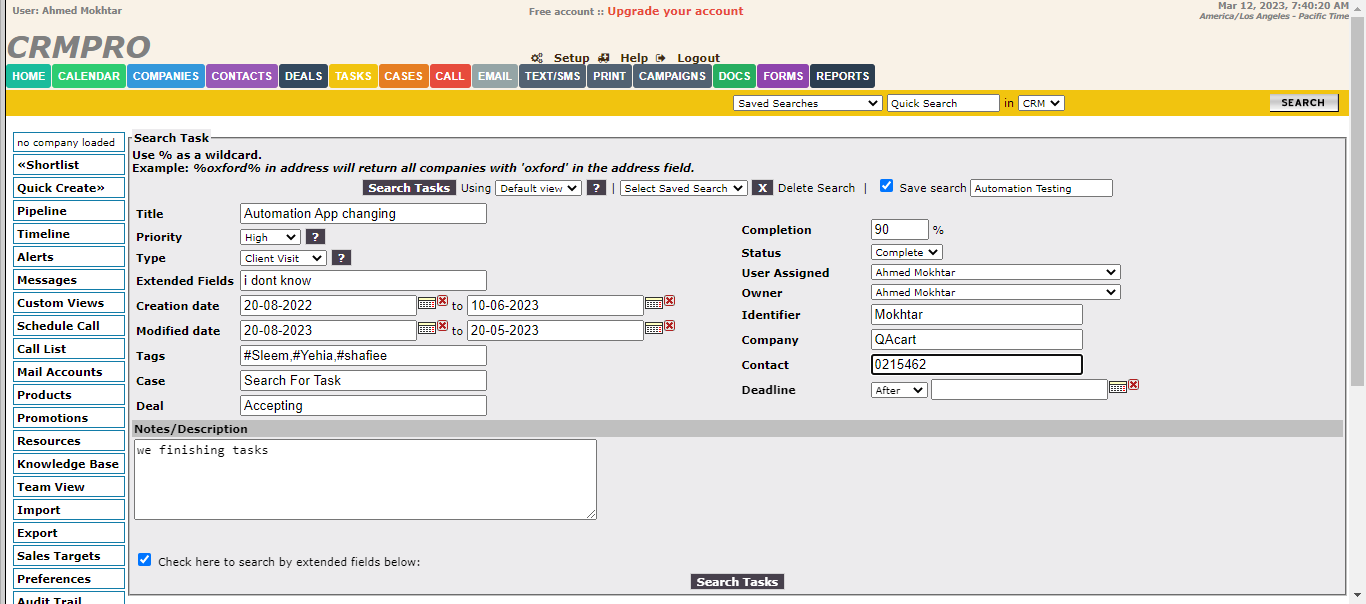 User: Ahmed Mokhtar
Free account :: Upgrade your account
Mar 12, 2023, 7:40:20 AM
America/Los Angeles - Pacific Time
CRMPRO
Setup Help Logout
HOME CALENDAR COMPANIES CONTACTS DEALS TASKS CASES CALL EMAIL TEXT/SMS PRINT CAMPAIGNS DOCS FORMS REPORTS
Saved Searches Quick Search in CRM SEARCH
no company loaded
«Shortlist
Quick Create»
Pipeline
Timeline
Alerts
Messages
Custom Views
Schedule Call
Call List
Mail Accounts
Products
Promotions
Resources
Knowledge Base
Team View
Import
Export
Sales Targets
Preferences
Audit Trail
Search Task
Use % as a wildcard.
Example: %oxford% in address will return all companies with 'oxford' in the address field.
Search Tasks Using Default view ? | Select Saved Search X Delete Search | Save search Automation Testing
Title Automation App changing
Priority High ?
Type Client Visit ?
Extended Fields i dont know
Creation date 20-08-2022 to 10-06-2023
Modified date 20-08-2023 to 20-05-2023
Tags #Sleem,#Yehia,#shafiee
Case Search For Task
Deal Accepting
Completion 90 %
Status Complete
User Assigned Ahmed Mokhtar
Owner Ahmed Mokhtar
Identifier Mokhtar
Company QAcart
Contact 0215462
Deadline After
Notes/Description
we finishing tasks
Check here to search by extended fields below:
Search Tasks